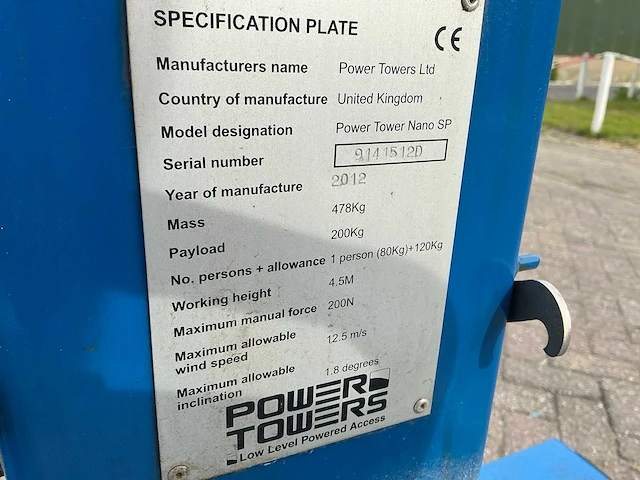 SPECIFICATION PLATE
CE
Manufacturers name Power Towers Ltd
Country of manufacture United Kingdom
Model designation Power Tower Nano SP
Serial number 9141512D
Year of manufacture 2012
Mass 478Kg
Payload 200Kg
No. persons + allowance 1 person (80Kg)+120Kg
Working height 4.5M
Maximum manual force 200N
Maximum allowable
wind speed 12.5 m/s
Maximum allowable
inclination 1.8 degrees
POWER
TOWERS
Low Level Powered Access